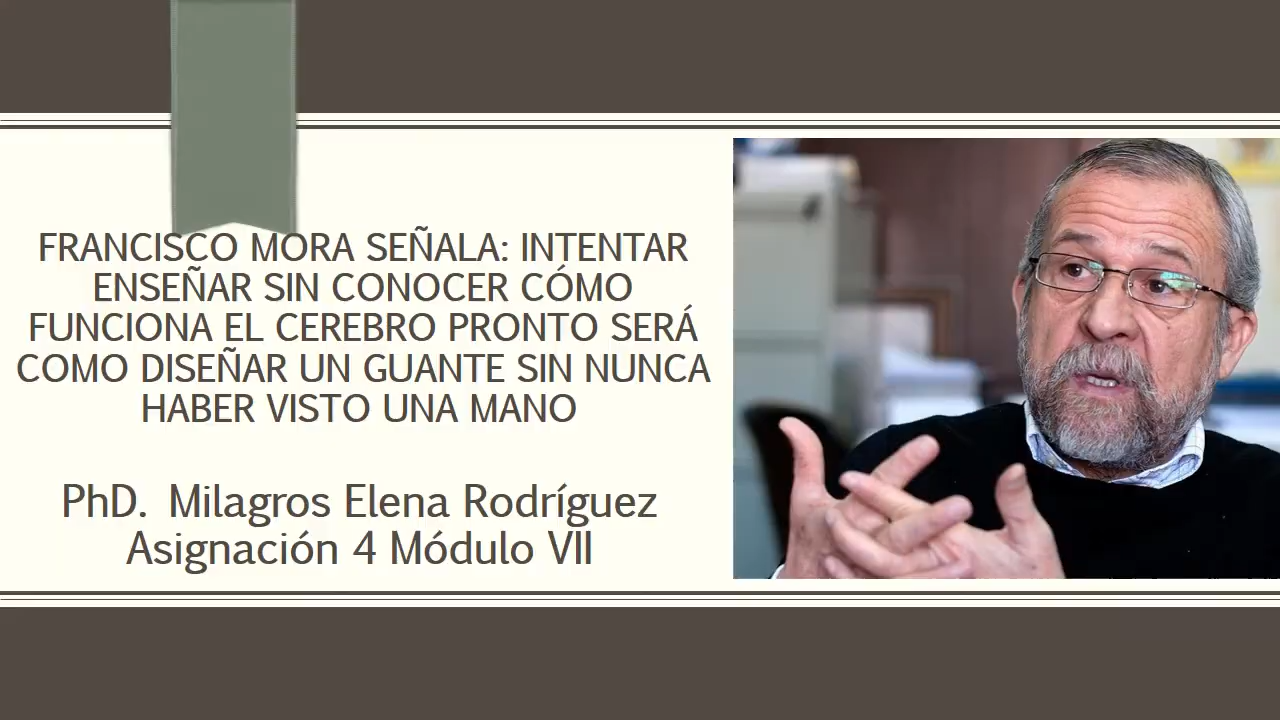 FRANCISCO MORA SEÑALA: INTENTAR
ENSEÑAR SIN CONOCER CÓMO
FUNCIONA EL CEREBRO PRONTO SERÁ
COMO DISEÑAR UN GUANTE SIN NUNCA
HABER VISTO UNA MANO
PhD. Milagros Elena Rodríguez
Asignación 4 Módulo VII